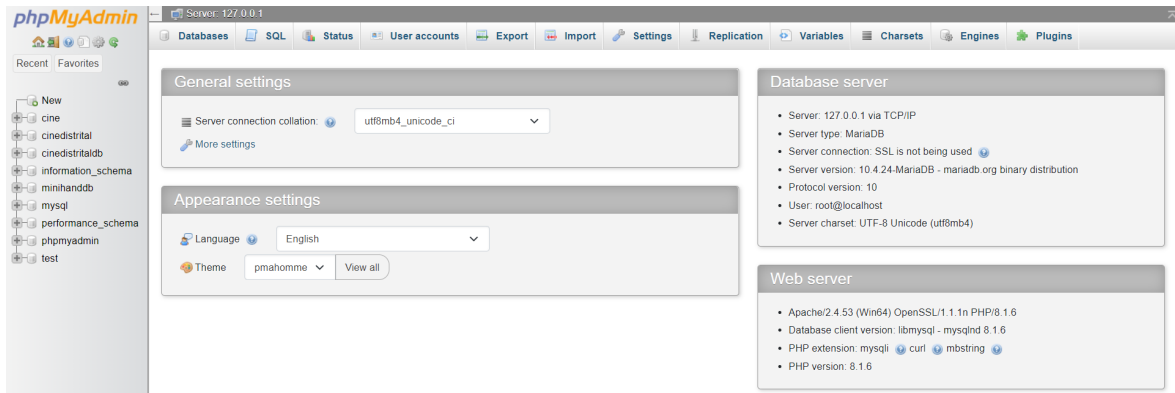 phpMyAdmin
Recent Favorites
New
cine
cinedistrital
cinedistritaldb
information_schema
minihanddb
mysql
performance_schema
phpmyadmin
test
Server: 127.0.0.1
Databases SQL Status User accounts Export Import Settings Replication Variables Charsets Engines Plugins
General settings
Server connection collation: utf8mb4_unicode_ci
More settings
Appearance settings
Language English
Theme pmahomme View all
Database server
Server: 127.0.0.1 via TCP/IP
Server type: MariaDB
Server connection: SSL is not being used
Server version: 10.4.24-MariaDB - mariadb.org binary distribution
Protocol version: 10
User: root@localhost
Server charset: UTF-8 Unicode (utf8mb4)
Web server
Apache/2.4.53 (Win64) OpenSSL/1.1.1n PHP/8.1.6
Database client version: libmysql - mysqlnd 8.1.6
PHP extension: mysqli curl mbstring
PHP version: 8.1.6